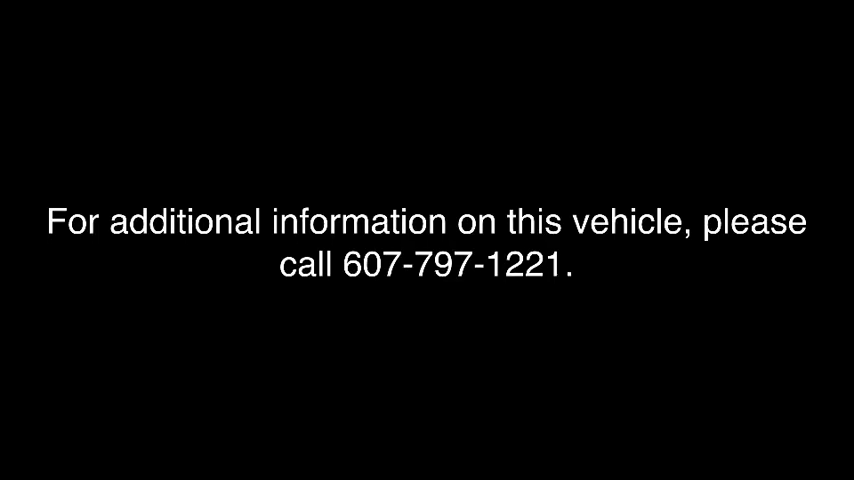 For additional information on this vehicle, please
call 607-797-1221.